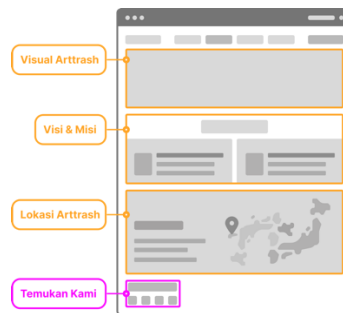 Visual Arttrash
Visi & Misi
Lokasi Arttrash
Temukan Kami